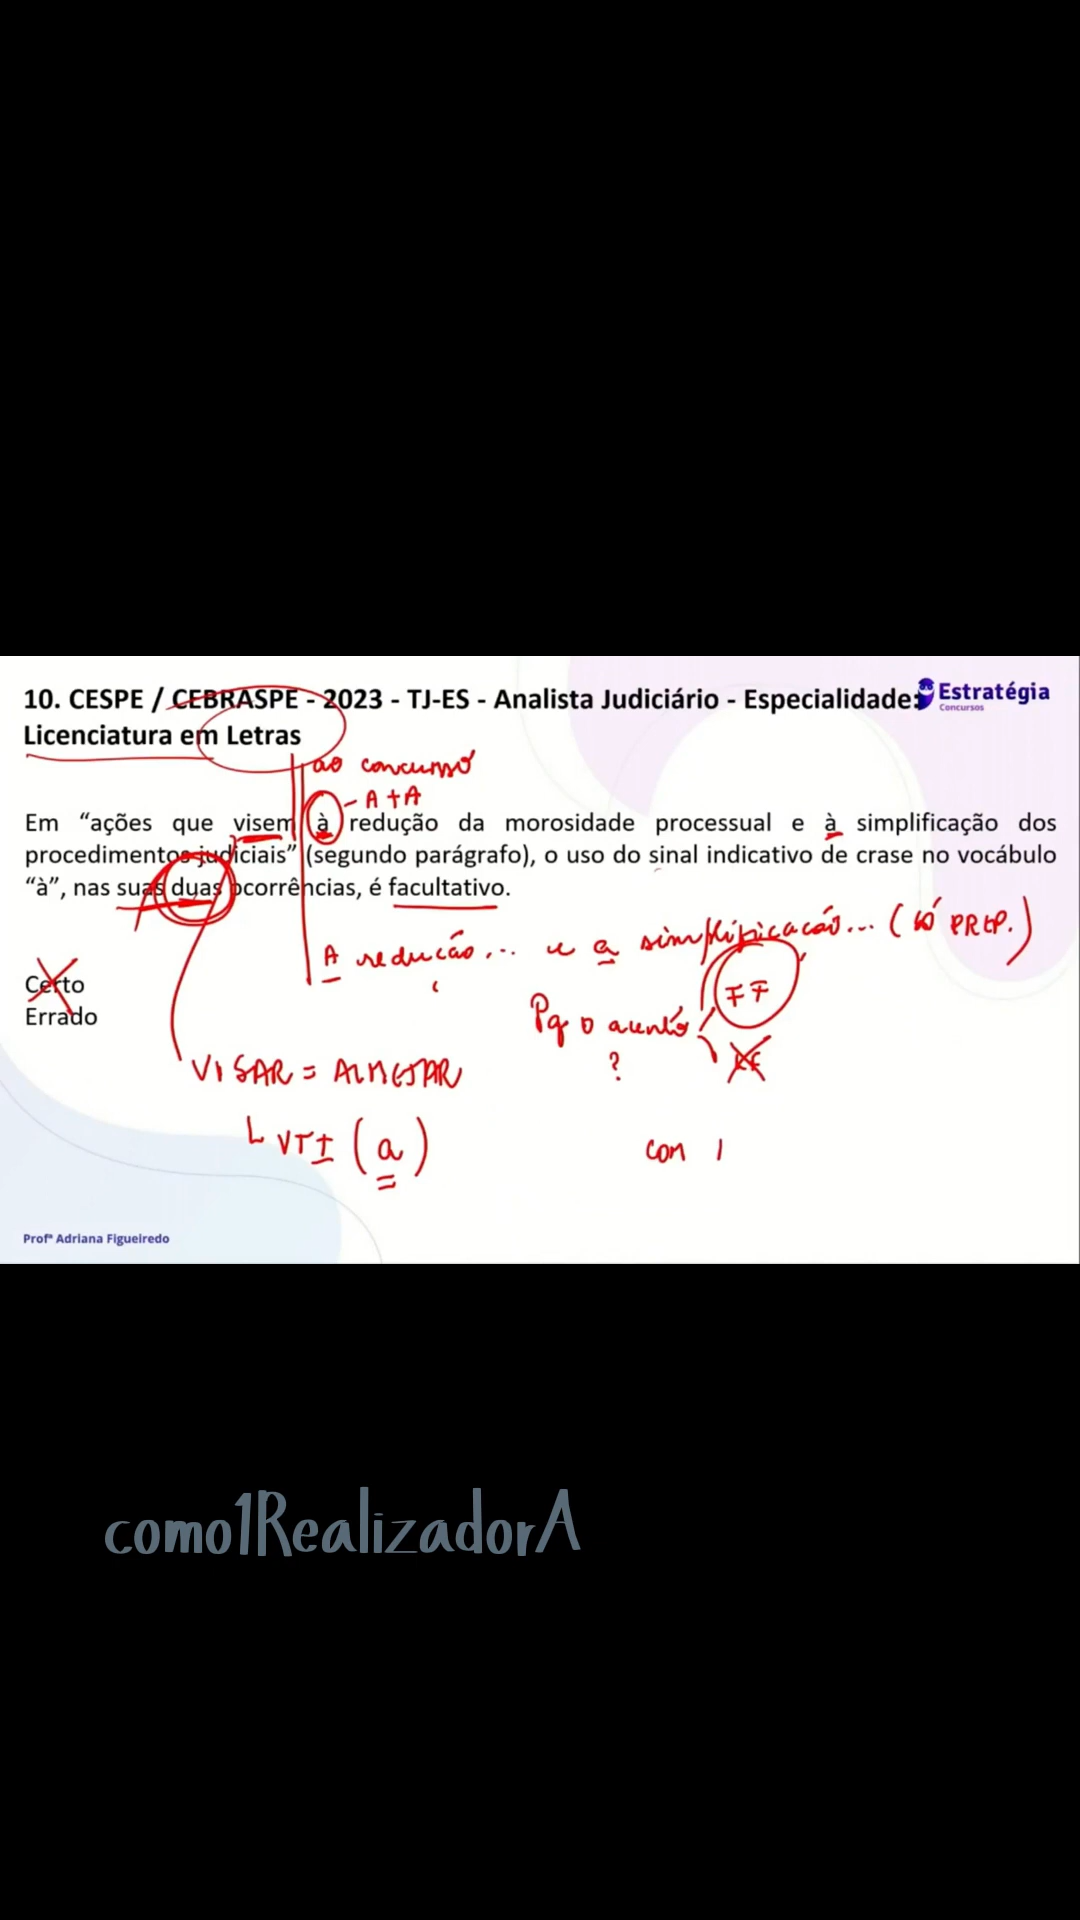 10. CESPE / CEBRASPE - 2023 - TJ-ES - Analista Judiciário - Especialidade:
Licenciatura em Letras
Estratégia
Concursos
ao concurso
- A + A
Em “ações que visem à redução da morosidade processual e à simplificação dos
procedimentos judiciais” (segundo parágrafo), o uso do sinal indicativo de crase no vocábulo
“à”, nas suas duas ocorrências, é facultativo.
A redução... e a simplificação... (só PREP.)
Certo
Errado
FF
Pq o acento
?
VISAR = ALMEJAR
VTI (a)
com
Profª Adriana Figueiredo
como1RealizadorA